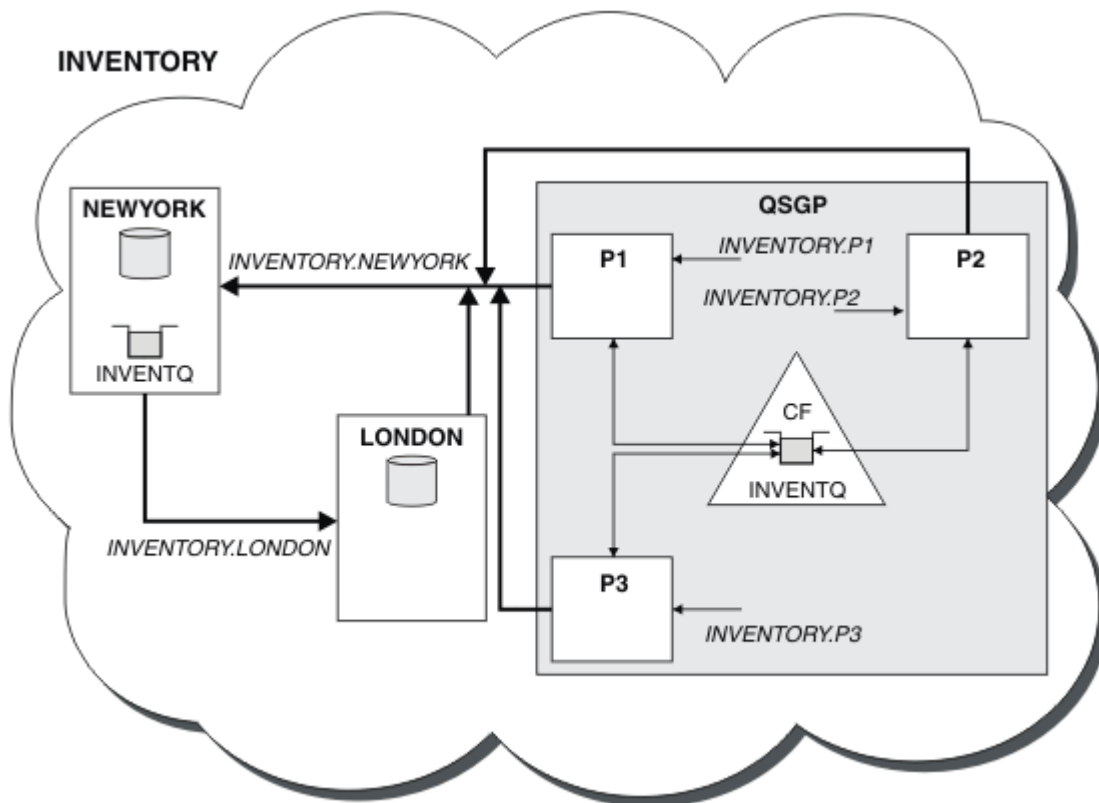 INVENTORY
NEWYORK
INVENTQ
INVENTORY.NEWYORK
LONDON
INVENTORY.LONDON
QSGP
P1
INVENTORY.P1
P2
INVENTORY.P2
CF
INVENTQ
P3
INVENTORY.P3